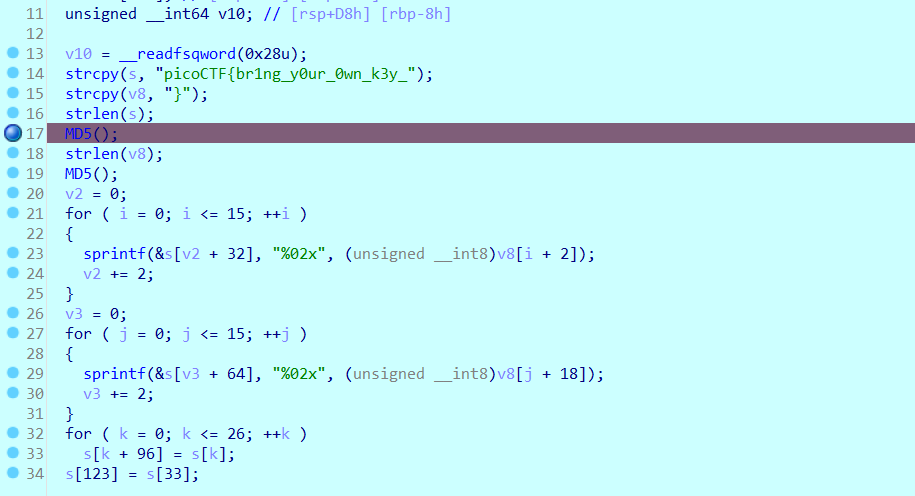 11 unsigned __int64 v10; // [rsp+D8h] [rbp-8h]
12
13 v10 = __readfsqword(0x28u);
14 strcpy(s, "picoCTF{br1ng_y0ur_0wn_k3y_");
15 strcpy(v8, "}");
16 strlen(s);
17 MD5();
18 strlen(v8);
19 MD5();
20 v2 = 0;
21 for ( i = 0; i <= 15; ++i )
22 {
23 sprintf(&s[v2 + 32], "%02x", (unsigned __int8)v8[i + 2]);
24 v2 += 2;
25 }
26 v3 = 0;
27 for ( j = 0; j <= 15; ++j )
28 {
29 sprintf(&s[v3 + 64], "%02x", (unsigned __int8)v8[j + 18]);
30 v3 += 2;
31 }
32 for ( k = 0; k <= 26; ++k )
33 s[k + 96] = s[k];
34 s[123] = s[33];